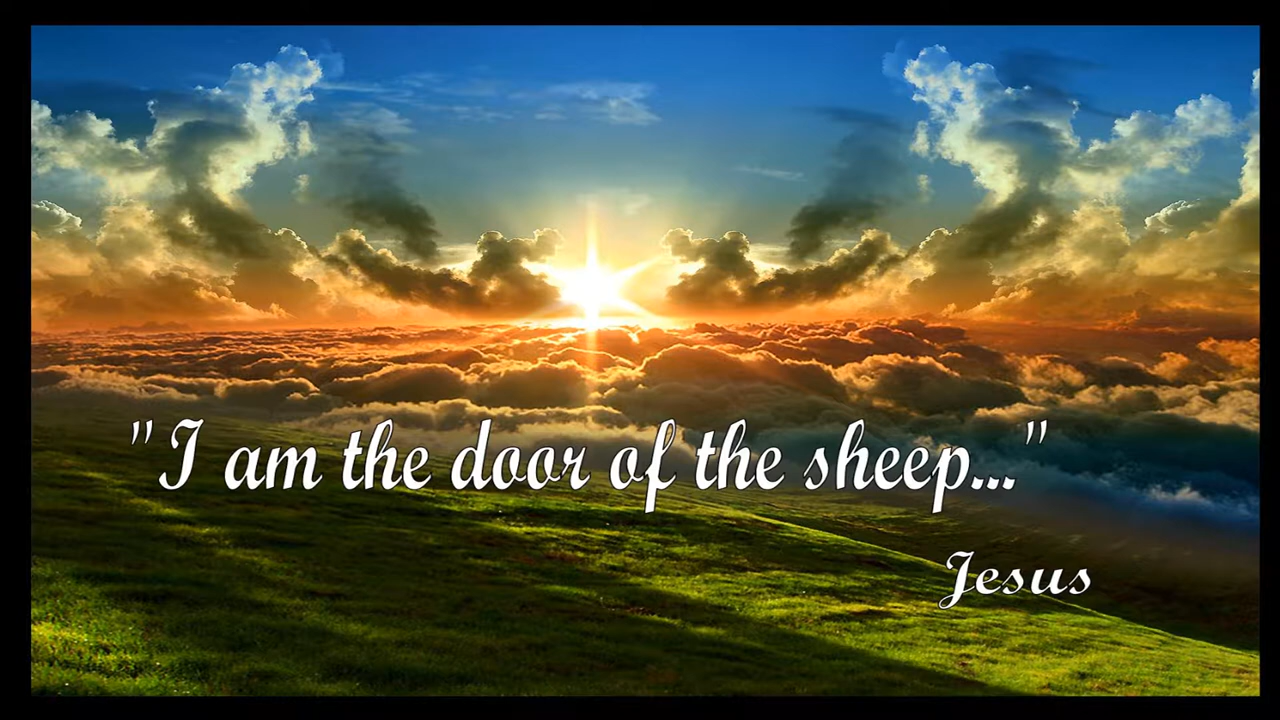 "I am the door of the sheep..."
Jesus